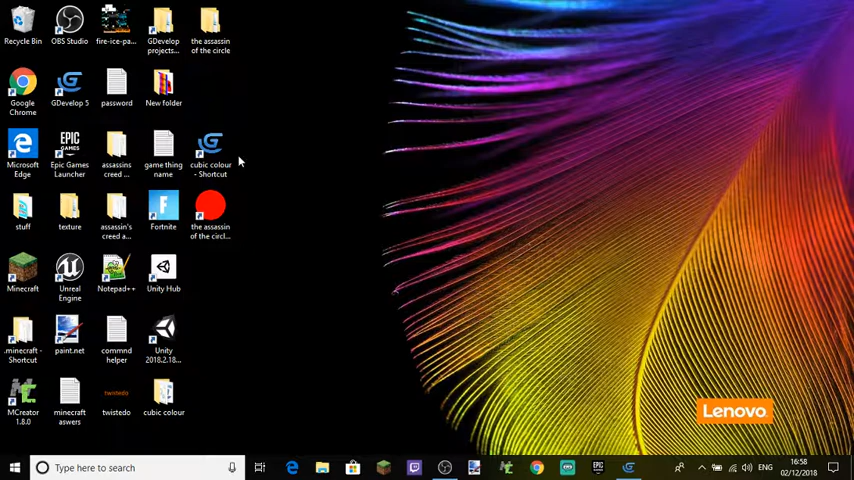 Recycle Bin
OBS Studio
fire-ice-pa...
GDevelop
projects...
the assassin
of the circle
Google
Chrome
GDevelop 5
password
New folder
Microsoft
Edge
EPIC
GAMES
Epic Games
Launcher
assassins
creed ...
game thing
name
cubic colour
- Shortcut
stuff
texture
assassin's
creed a...
Fortnite
the assassin
of the circl...
Minecraft
Unreal
Engine
Notepad++
Unity Hub
.minecraft -
Shortcut
paint.net
commnd
helper
Unity
2018.2.18...
MCreator
1.8.0
minecraft
aswers
twistedo
twistedo
cubic colour
Lenovo
Type here to search
EPIC
ENG
16:58
02/12/2018